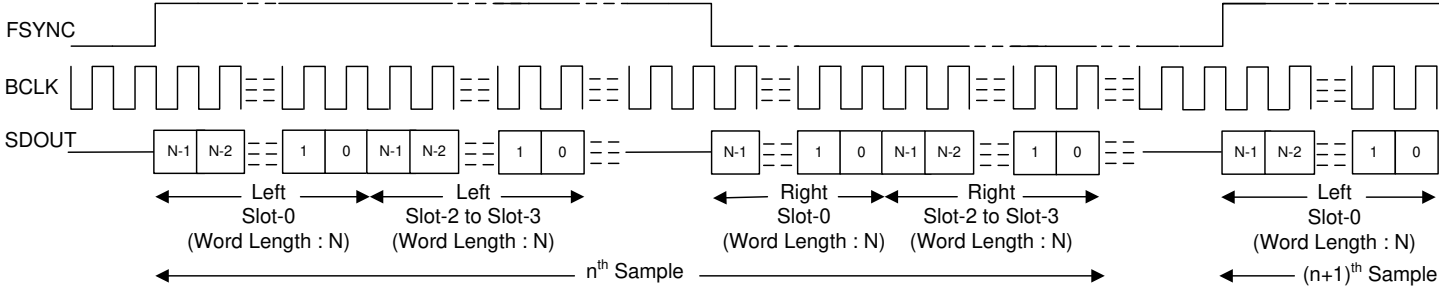 FSYNC
BCLK
SDOUT
N-1 N-2 1 0 N-1 N-2 1 0 N-1 1 0 N-1 N-2 1 0 N-1 N-2 1 0
Left Left Right Right Left
Slot-0 Slot-2 to Slot-3 Slot-0 Slot-2 to Slot-3 Slot-0
(Word Length : N) (Word Length : N) (Word Length : N) (Word Length : N) (Word Length : N)
nth Sample (n+1)th Sample